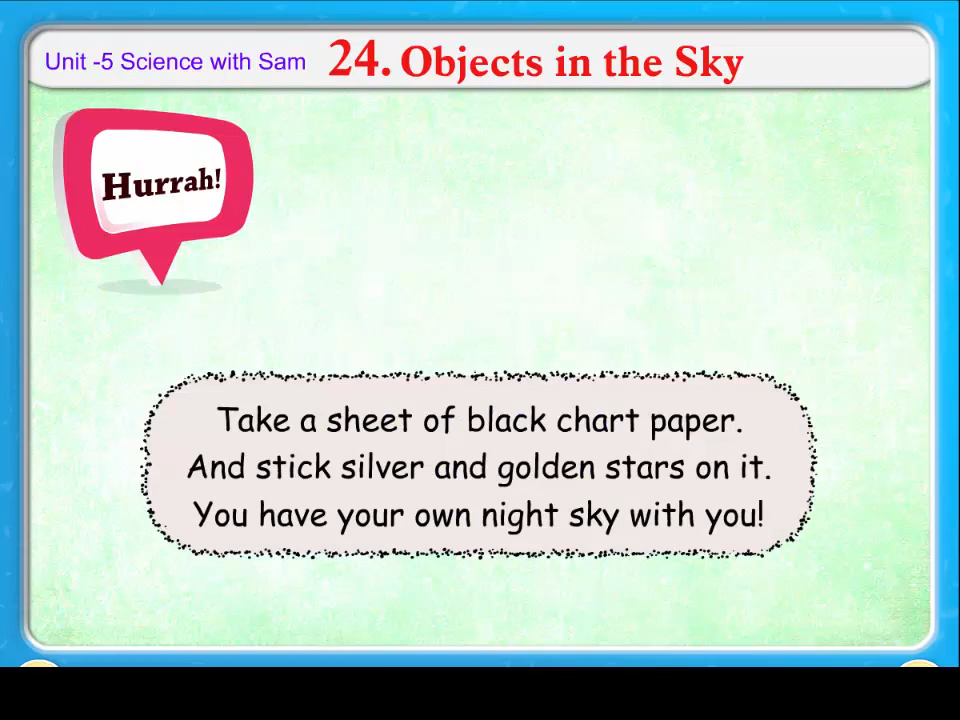 Unit -5 Science with Sam 24. Objects in the Sky
Hurrah!
Take a sheet of black chart paper.
And stick silver and golden stars on it.
You have your own night sky with you!